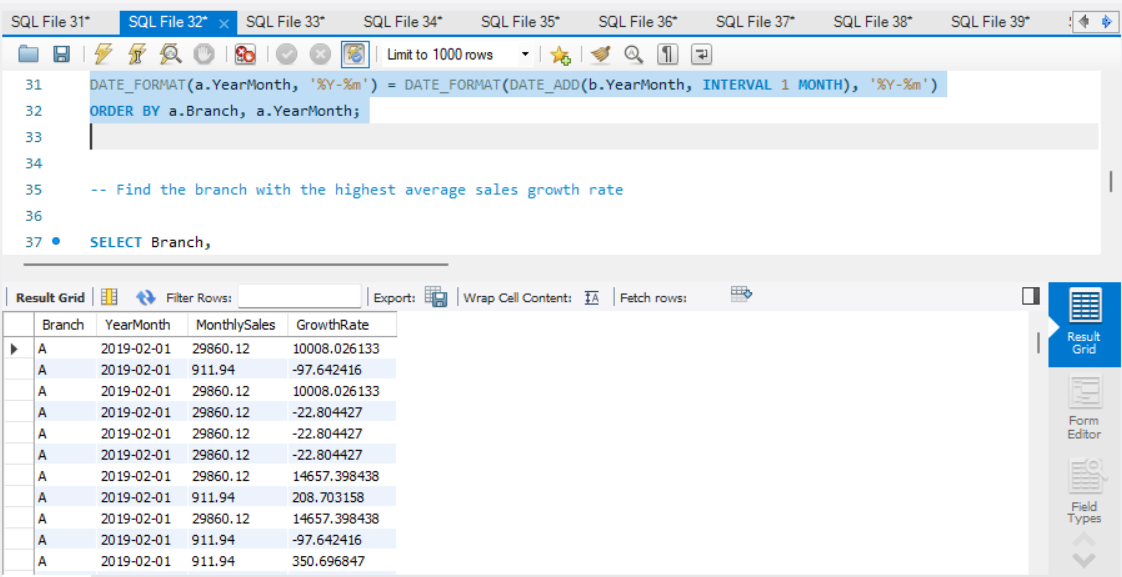 SQL File 31* SQL File 32* × SQL File 33* SQL File 34* SQL File 35* SQL File 36* SQL File 37* SQL File 38* SQL File 39*
Limit to 1000 rows
31 DATE_FORMAT(a.YearMonth, '%Y-%m') = DATE_FORMAT(DATE_ADD(b.YearMonth, INTERVAL 1 MONTH), '%Y-%m')
32 ORDER BY a.Branch, a.YearMonth;
33
34
35 -- Find the branch with the highest average sales growth rate
36
37 SELECT Branch,
Result Grid Filter Rows: Export: Wrap Cell Content: Fetch rows:
Branch YearMonth MonthlySales GrowthRate
A 2019-02-01 29860.12 10008.026133
A 2019-02-01 911.94 -97.642416
A 2019-02-01 29860.12 10008.026133
A 2019-02-01 29860.12 -22.804427
A 2019-02-01 29860.12 -22.804427
A 2019-02-01 29860.12 -22.804427
A 2019-02-01 29860.12 14657.398438
A 2019-02-01 911.94 208.703158
A 2019-02-01 29860.12 14657.398438
A 2019-02-01 911.94 -97.642416
A 2019-02-01 911.94 350.696847
Result
Grid
Form
Editor
Field
Types